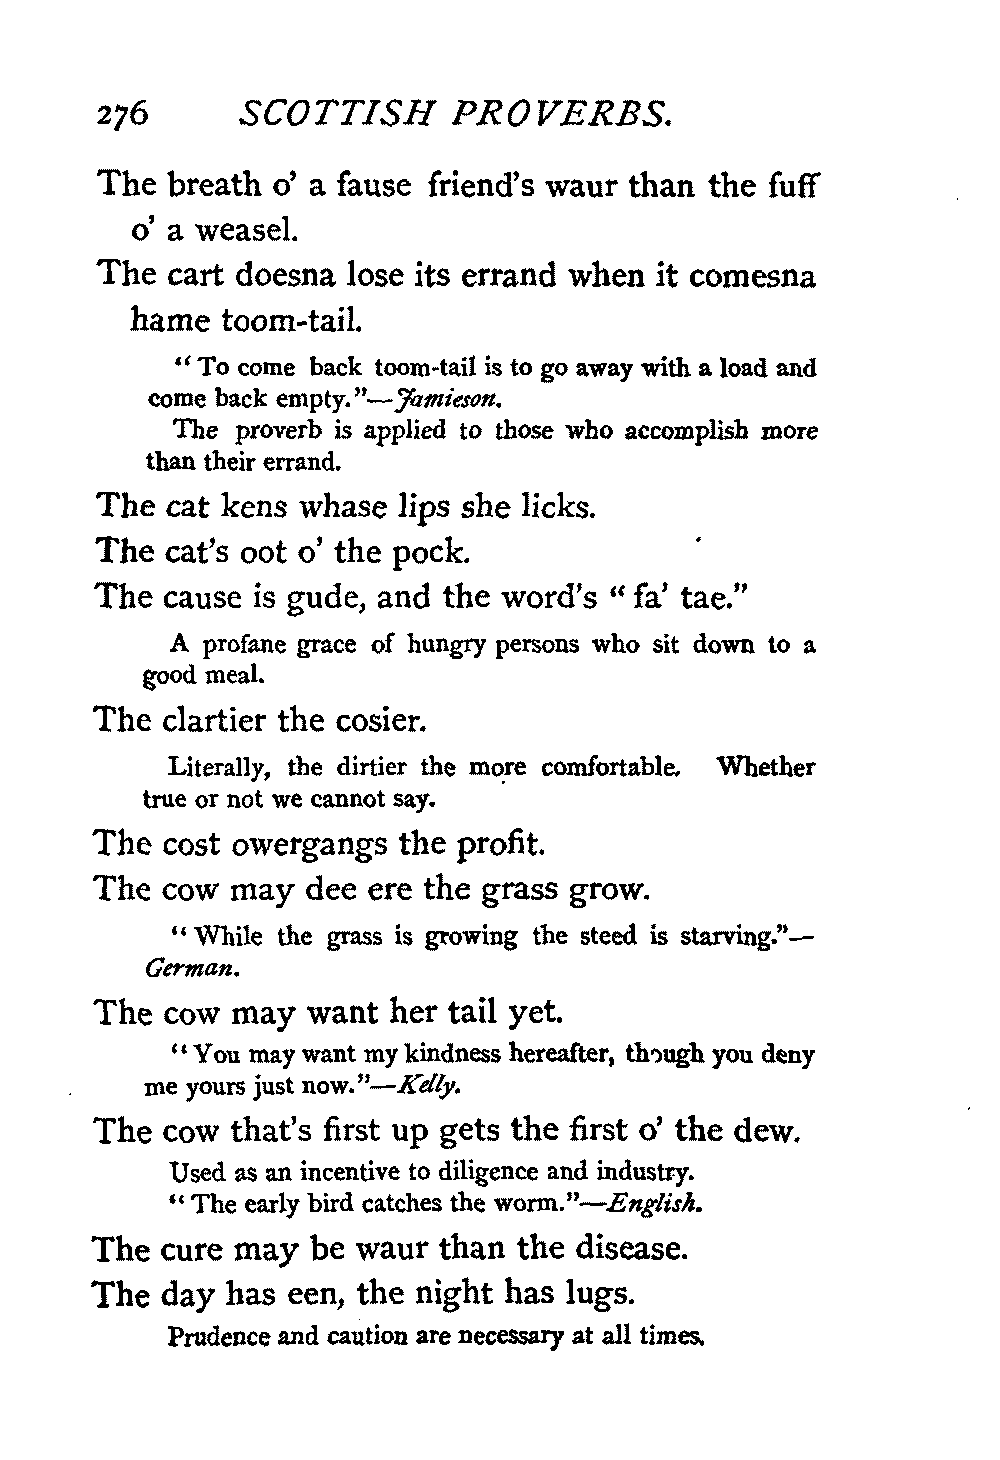 276 SCOTTISH PROVERBS.
The breath o' a fause friend's waur than the fuff
o' a weasel.
The cart doesna lose its errand when it comesna
hame toom-tail.
"To come back toom-tail is to go away with a load and
come back empty."—Jamieson.
The proverb is applied to those who accomplish more
than their errand.
The cat kens whase lips she licks.
The cat's oot o' the pock.
The cause is gude, and the word's "fa' tae."
A profane grace of hungry persons who sit down to a
good meal.
The clartier the cosier.
Literally, the dirtier the more comfortable. Whether
true or not we cannot say.
The cost owergangs the profit.
The cow may dee ere the grass grow.
"While the grass is growing the steed is starving."—
German.
The cow may want her tail yet.
"You may want my kindness hereafter, though you deny
me yours just now."—Kelly.
The cow that's first up gets the first o' the dew.
Used as an incentive to diligence and industry.
"The early bird catches the worm."—English.
The cure may be waur than the disease.
The day has een, the night has lugs.
Prudence and caution are necessary at all times.